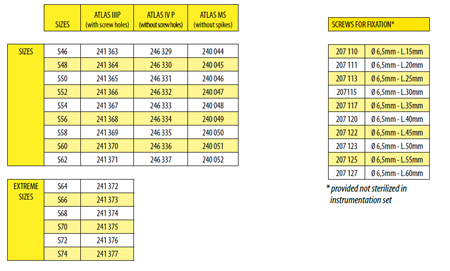 SIZES ATLAS IIIP (with screw holes) ATLAS IV P (without screw holes) ATLAS MS (without spikes)
SIZES
S46 241 363 246 329 240 044
S48 241 364 246 330 240 045
S50 241 365 246 331 240 046
S52 241 366 246 332 240 047
S54 241 367 246 333 240 048
S56 241 368 246 334 240 049
S58 241 369 246 335 240 050
S60 241 370 246 336 240 051
S62 241 371 246 337 240 052
EXTREME SIZES
S64 241 372
S66 241 373
S68 241 374
S70 241 375
S72 241 376
S74 241 377
SCREWS FOR FIXATION*
207 110 Ø 6,5mm - L.15mm
207 111 Ø 6,5mm - L.20mm
207 113 Ø 6,5mm - L.25mm
207115 Ø 6,5mm - L.30mm
207 117 Ø 6,5mm - L.35mm
207 120 Ø 6,5mm - L.40mm
207 122 Ø 6,5mm - L.45mm
207 123 Ø 6,5mm - L.50mm
207 125 Ø 6,5mm - L.55mm
207 127 Ø 6,5mm - L.60mm
* provided not sterilized in
instrumentation set